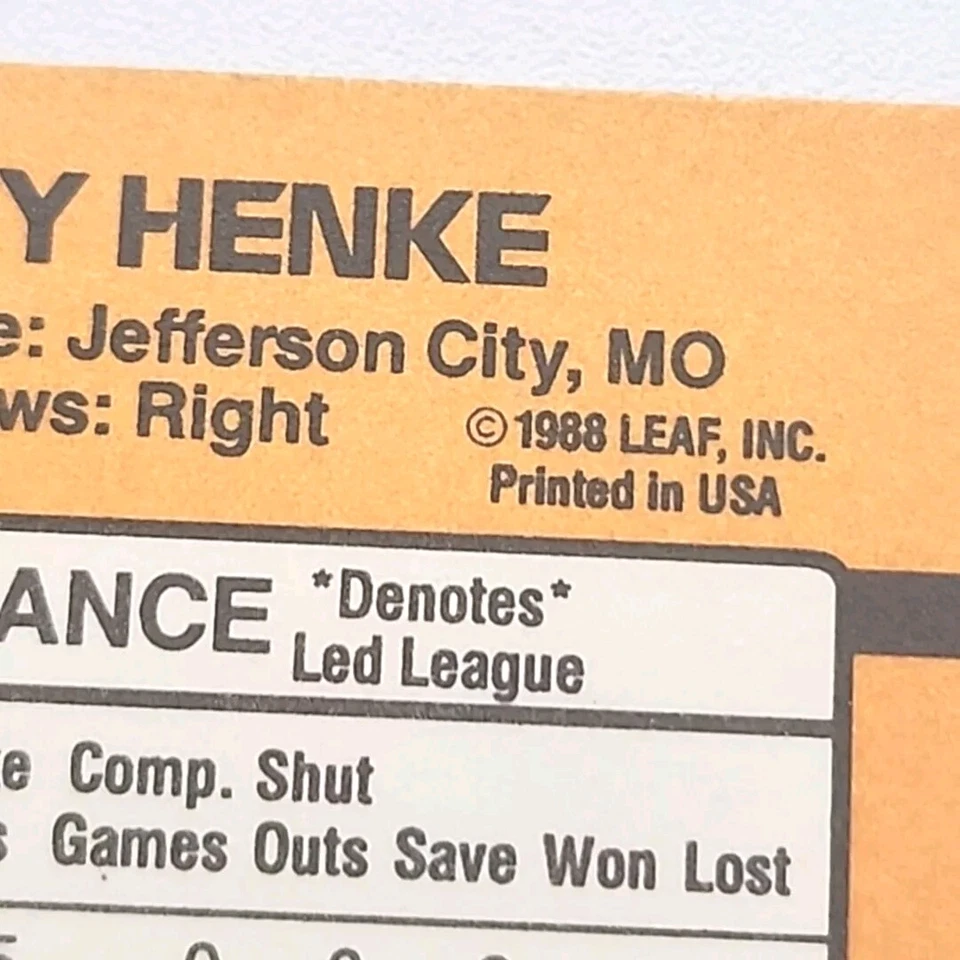 Y HENKE
e: Jefferson City, MO
ws: Right
©1988 LEAF, INC.
Printed in USA
ANCE
*Denotes*
Led League
e Comp. Shut
s Games Outs Save Won Lost